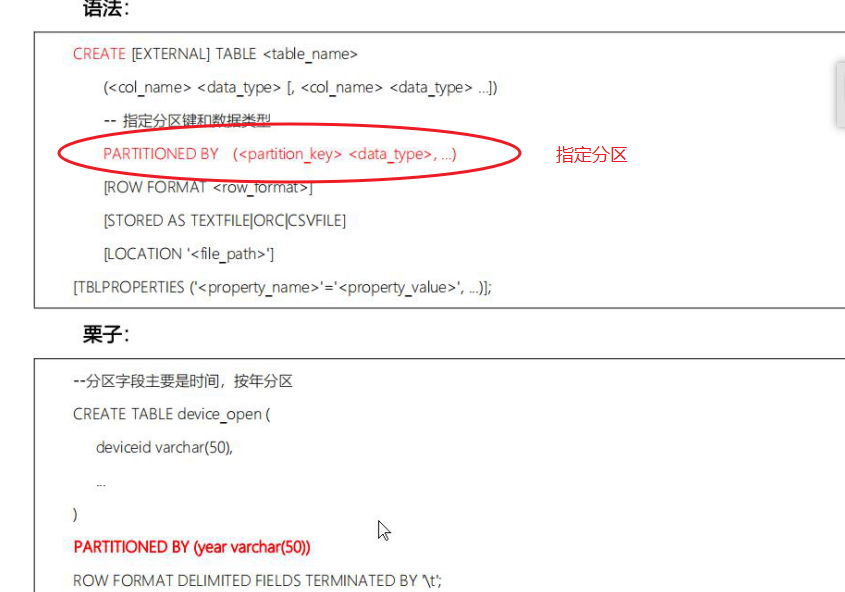 语法：
CREATE [EXTERNAL] TABLE <table_name>
(<col_name> <data_type> [, <col_name> <data_type> ...])
-- 指定分区键和数据类型
PARTITIONED BY (<partition_key> <data_type>, ...)
指定分区
[ROW FORMAT <row_format>]
[STORED AS TEXTFILE|ORC|CSVFILE]
[LOCATION '<file_path>']
[TBLPROPERTIES ('<property_name>'='<property_value>', ...)];
栗子：
--分区字段主要是时间，按年分区
CREATE TABLE device_open (
deviceid varchar(50),
...
)
PARTITIONED BY (year varchar(50))
ROW FORMAT DELIMITED FIELDS TERMINATED BY '\t';